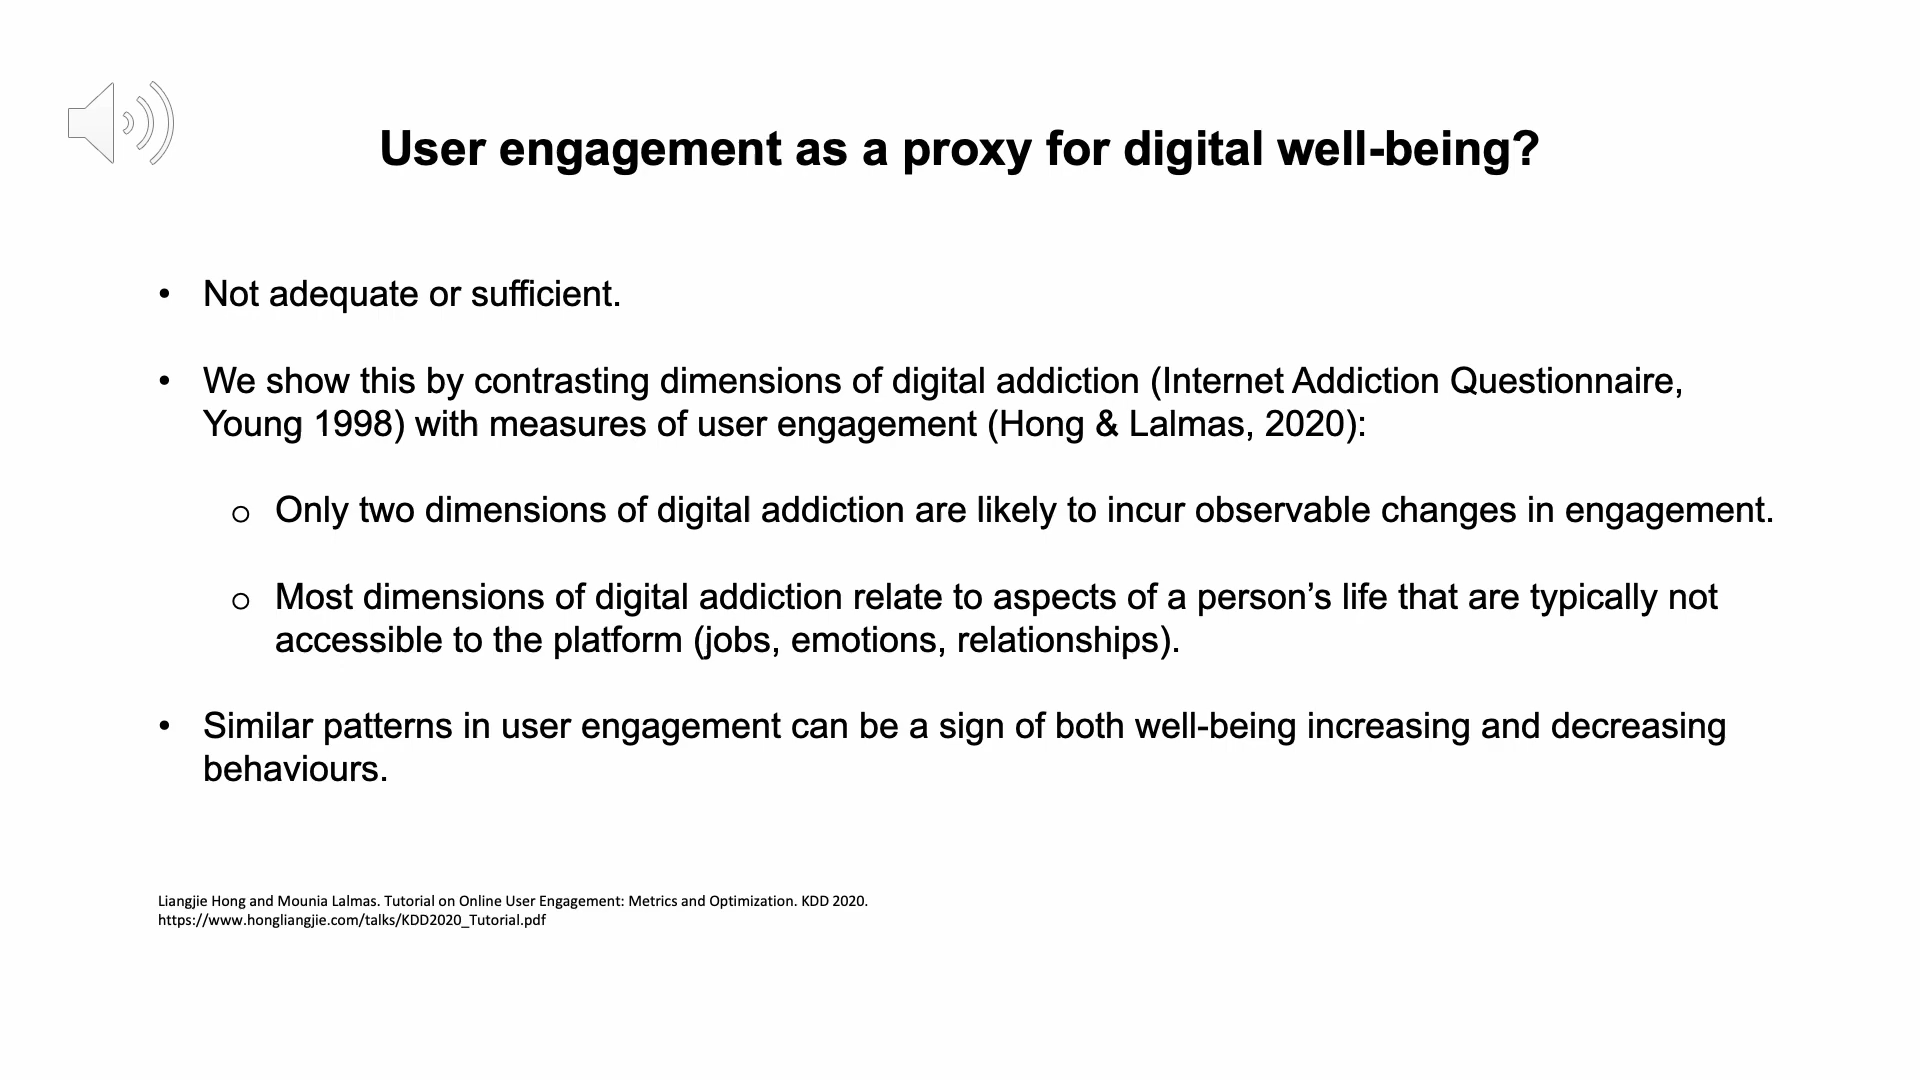 User engagement as a proxy for digital well-being?
• Not adequate or sufficient.
• We show this by contrasting dimensions of digital addiction (Internet Addiction Questionnaire,
Young 1998) with measures of user engagement (Hong & Lalmas, 2020):
o Only two dimensions of digital addiction are likely to incur observable changes in engagement.
o Most dimensions of digital addiction relate to aspects of a person’s life that are typically not
accessible to the platform (jobs, emotions, relationships).
• Similar patterns in user engagement can be a sign of both well-being increasing and decreasing
behaviours.
Liangjie Hong and Mounia Lalmas. Tutorial on Online User Engagement: Metrics and Optimization. KDD 2020.
https://www.hongliangjie.com/talks/KDD2020_Tutorial.pdf